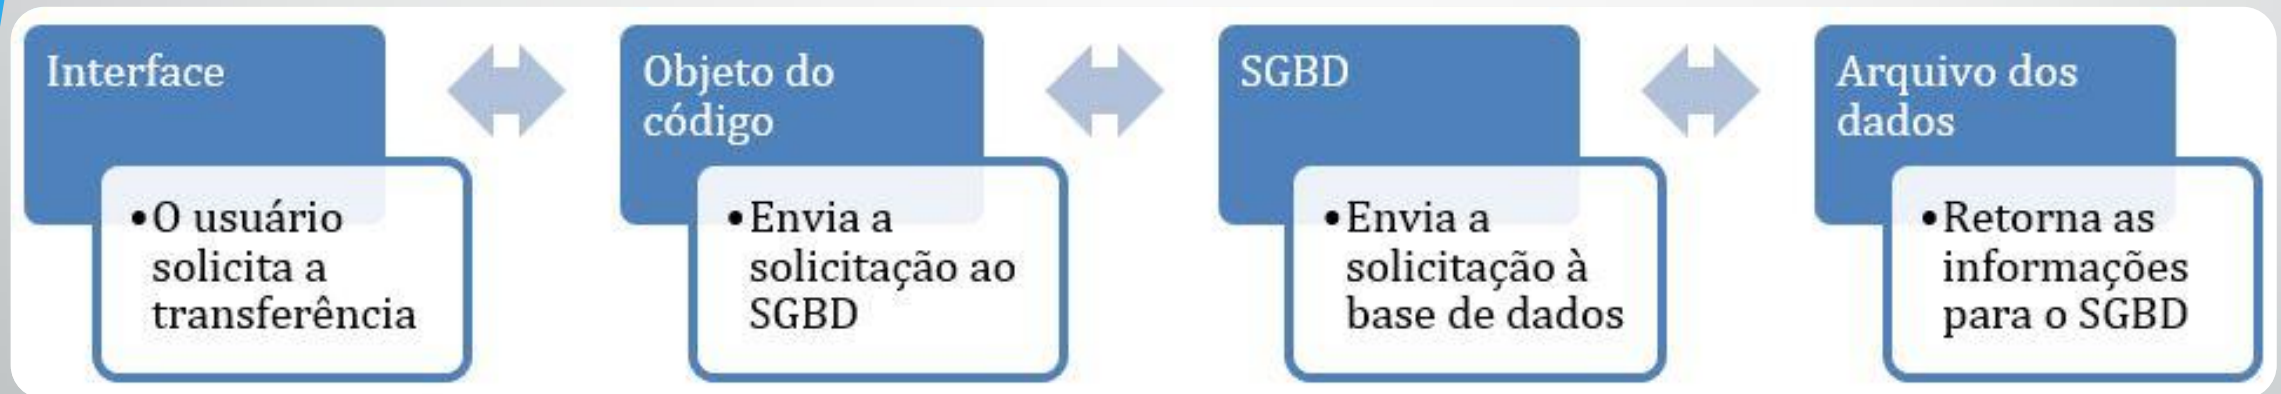 Interface
•O usuário
solicita a
transferência
Objeto do
código
•Envia a
solicitação ao
SGBD
SGBD
•Envia a
solicitação à
base de dados
Arquivo dos
dados
•Retorna as
informações
para o SGBD